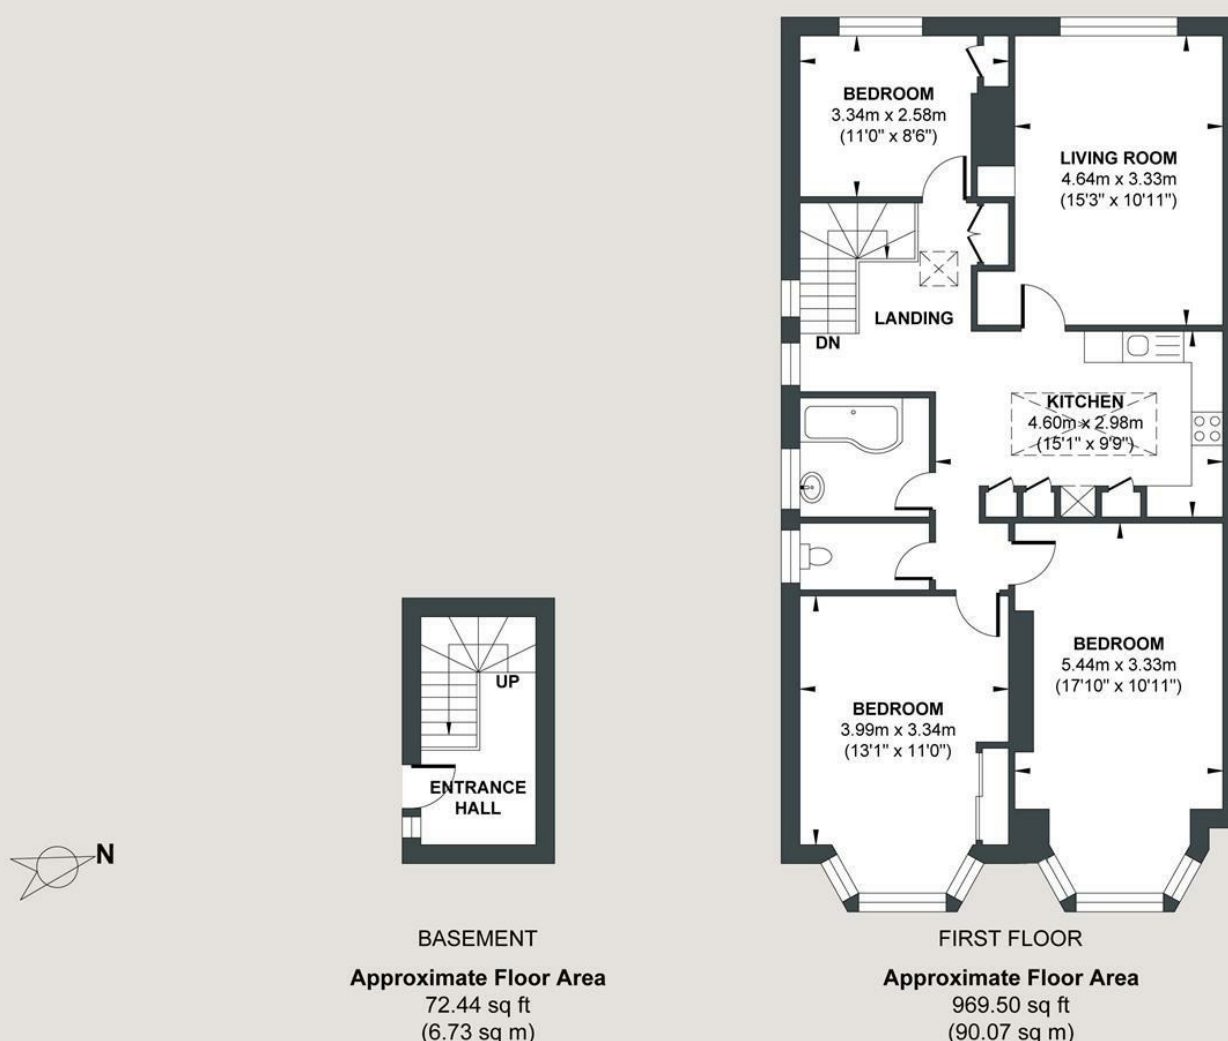 BEDROOM
3.34m x 2.58m
(11'0" x 8'6")
LIVING ROOM
4.64m x 3.33m
(15'3" x 10'11")
LANDING
DN
KITCHEN
4.60m x 2.98m
(15'1" x 9'9")
BEDROOM
5.44m x 3.33m
(17'10" x 10'11")
BEDROOM
3.99m x 3.34m
(13'1" x 11'0")
UP
ENTRANCE
HALL
N
BASEMENT
Approximate Floor Area
72.44 sq ft
(6.73 sq m)
FIRST FLOOR
Approximate Floor Area
969.50 sq ft
(90.07 sq m)